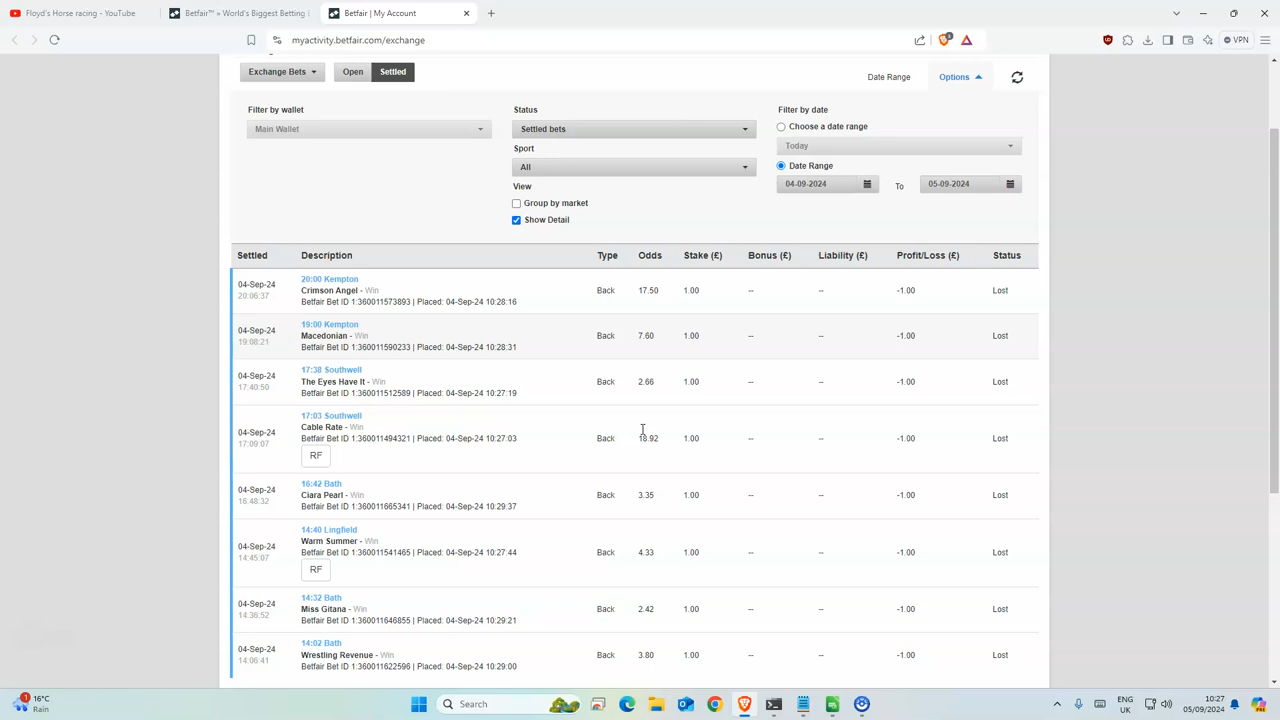 Floyd's Horse racing - YouTube
Betfair™ » World's Biggest Betting
Betfair | My Account
myactivity.betfair.com/exchange
VPN
Exchange Bets
Open
Settled
Date Range
Options
Filter by wallet
Main Wallet
Status
Settled bets
Sport
All
View
Group by market
Show Detail
Filter by date
Choose a date range
Today
Date Range
04-09-2024 To 05-09-2024
Settled Description Type Odds Stake (£) Bonus (£) Liability (£) Profit/Loss (£) Status
20:00 Kempton
04-Sep-24 Crimson Angel - Win Back 17.50 1.00 -- -- -1.00 Lost
20:06:37 Betfair Bet ID 1:360011573893 | Placed: 04-Sep-24 10:28:16
19:00 Kempton
04-Sep-24 Macedonian - Win Back 7.60 1.00 -- -- -1.00 Lost
19:08:21 Betfair Bet ID 1:360011590233 | Placed: 04-Sep-24 10:28:31
17:38 Southwell
04-Sep-24 The Eyes Have It - Win Back 2.66 1.00 -- -- -1.00 Lost
17:40:50 Betfair Bet ID 1:360011512589 | Placed: 04-Sep-24 10:27:19
17:03 Southwell
Cable Rate - Win
04-Sep-24 Betfair Bet ID 1:360011494321 | Placed: 04-Sep-24 10:27:03 Back 18.92 1.00 -- -- -1.00 Lost
17:09:07
RF
16:42 Bath
04-Sep-24 Ciara Pearl - Win Back 3.35 1.00 -- -- -1.00 Lost
16:48:32 Betfair Bet ID 1:360011665341 | Placed: 04-Sep-24 10:29:37
14:40 Lingfield
Warm Summer - Win
04-Sep-24 Betfair Bet ID 1:360011541465 | Placed: 04-Sep-24 10:27:44 Back 4.33 1.00 -- -- -1.00 Lost
14:45:07
RF
14:32 Bath
04-Sep-24 Miss Gitana - Win Back 2.42 1.00 -- -- -1.00 Lost
14:36:52 Betfair Bet ID 1:360011646855 | Placed: 04-Sep-24 10:29:21
14:02 Bath
04-Sep-24 Wrestling Revenue - Win Back 3.80 1.00 -- -- -1.00 Lost
14:06:41 Betfair Bet ID 1:360011622596 | Placed: 04-Sep-24 10:29:00
1
16°C
Rain
Search
ENG
UK
10:27
05/09/2024